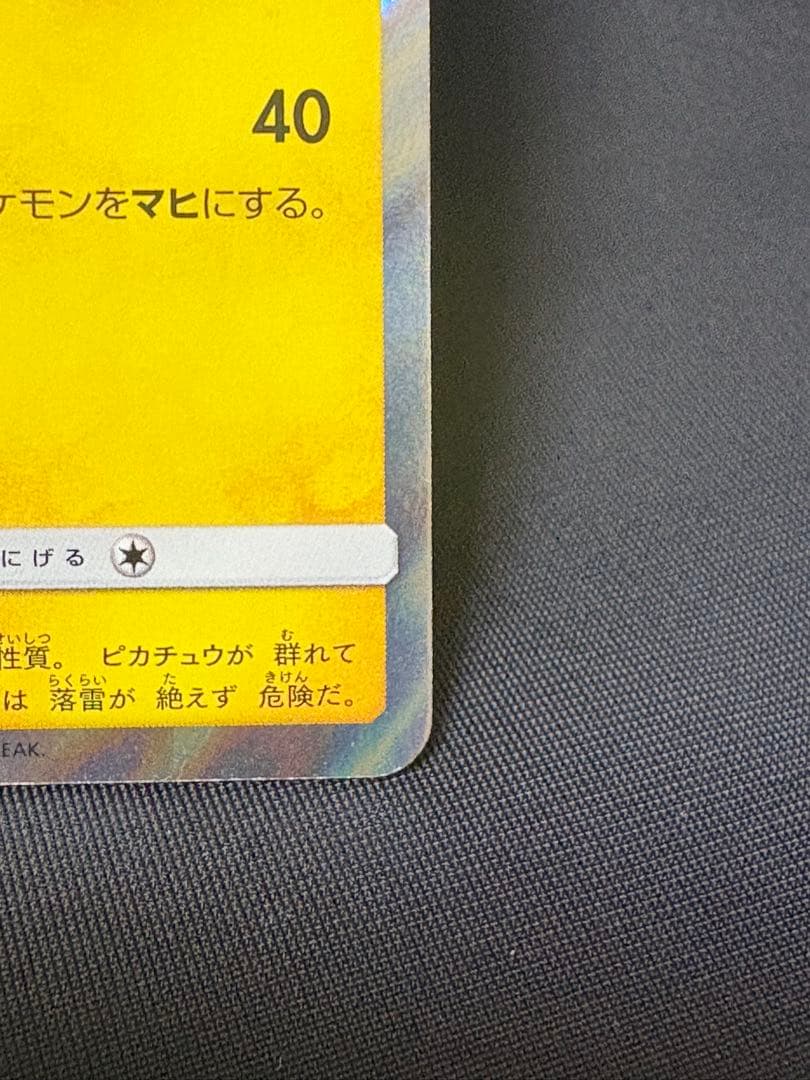 40
ケモンをマヒにする。
にげる
せいしつ
性質。 ピカチュウが 群れて
む
は 落雷が 絶えず 危険だ。
らくらい た きけん
EAK.